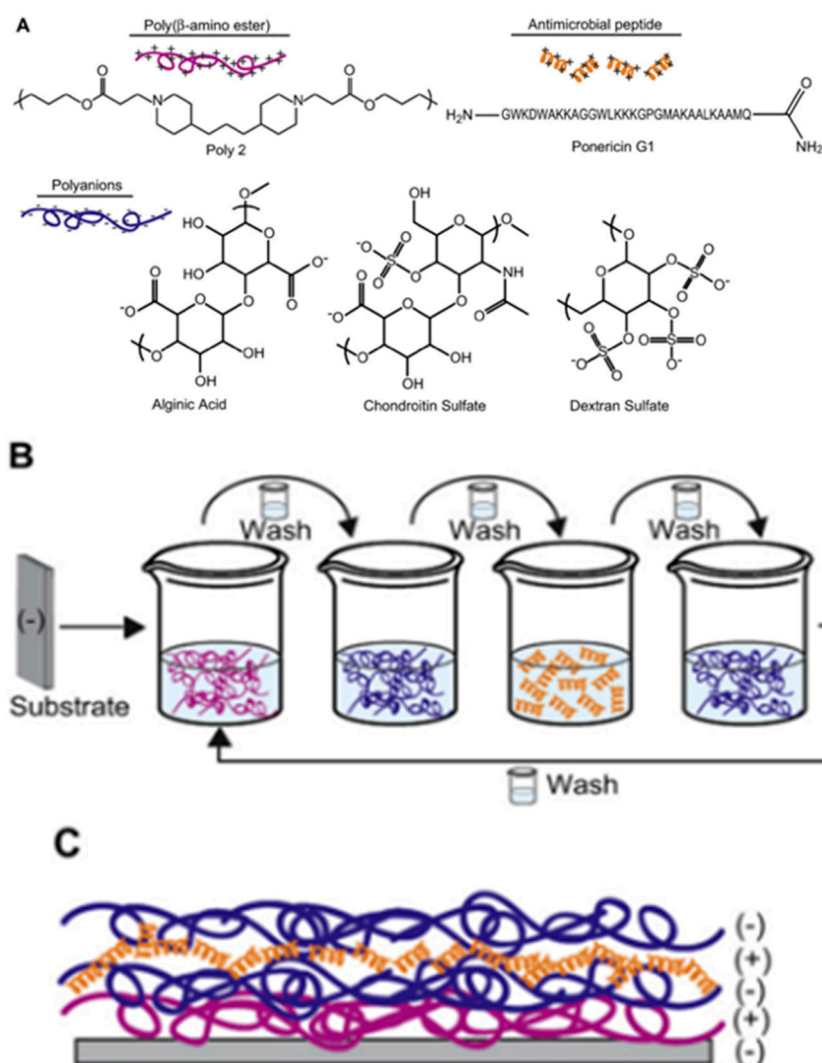 A
Poly(β-amino ester)
Antimicrobial peptide
Poly 2
H₂N—GWKDWAKKAGGWLKKKGPGMAKAALKAAMQ
O
NH₂
Ponericin G1
Polyanions
Alginic Acid
Chondroitin Sulfate
Dextran Sulfate
B
Wash
Wash
Wash
(-)
Substrate
Wash
C
(-)
(+)
(-)
(+)
(-)